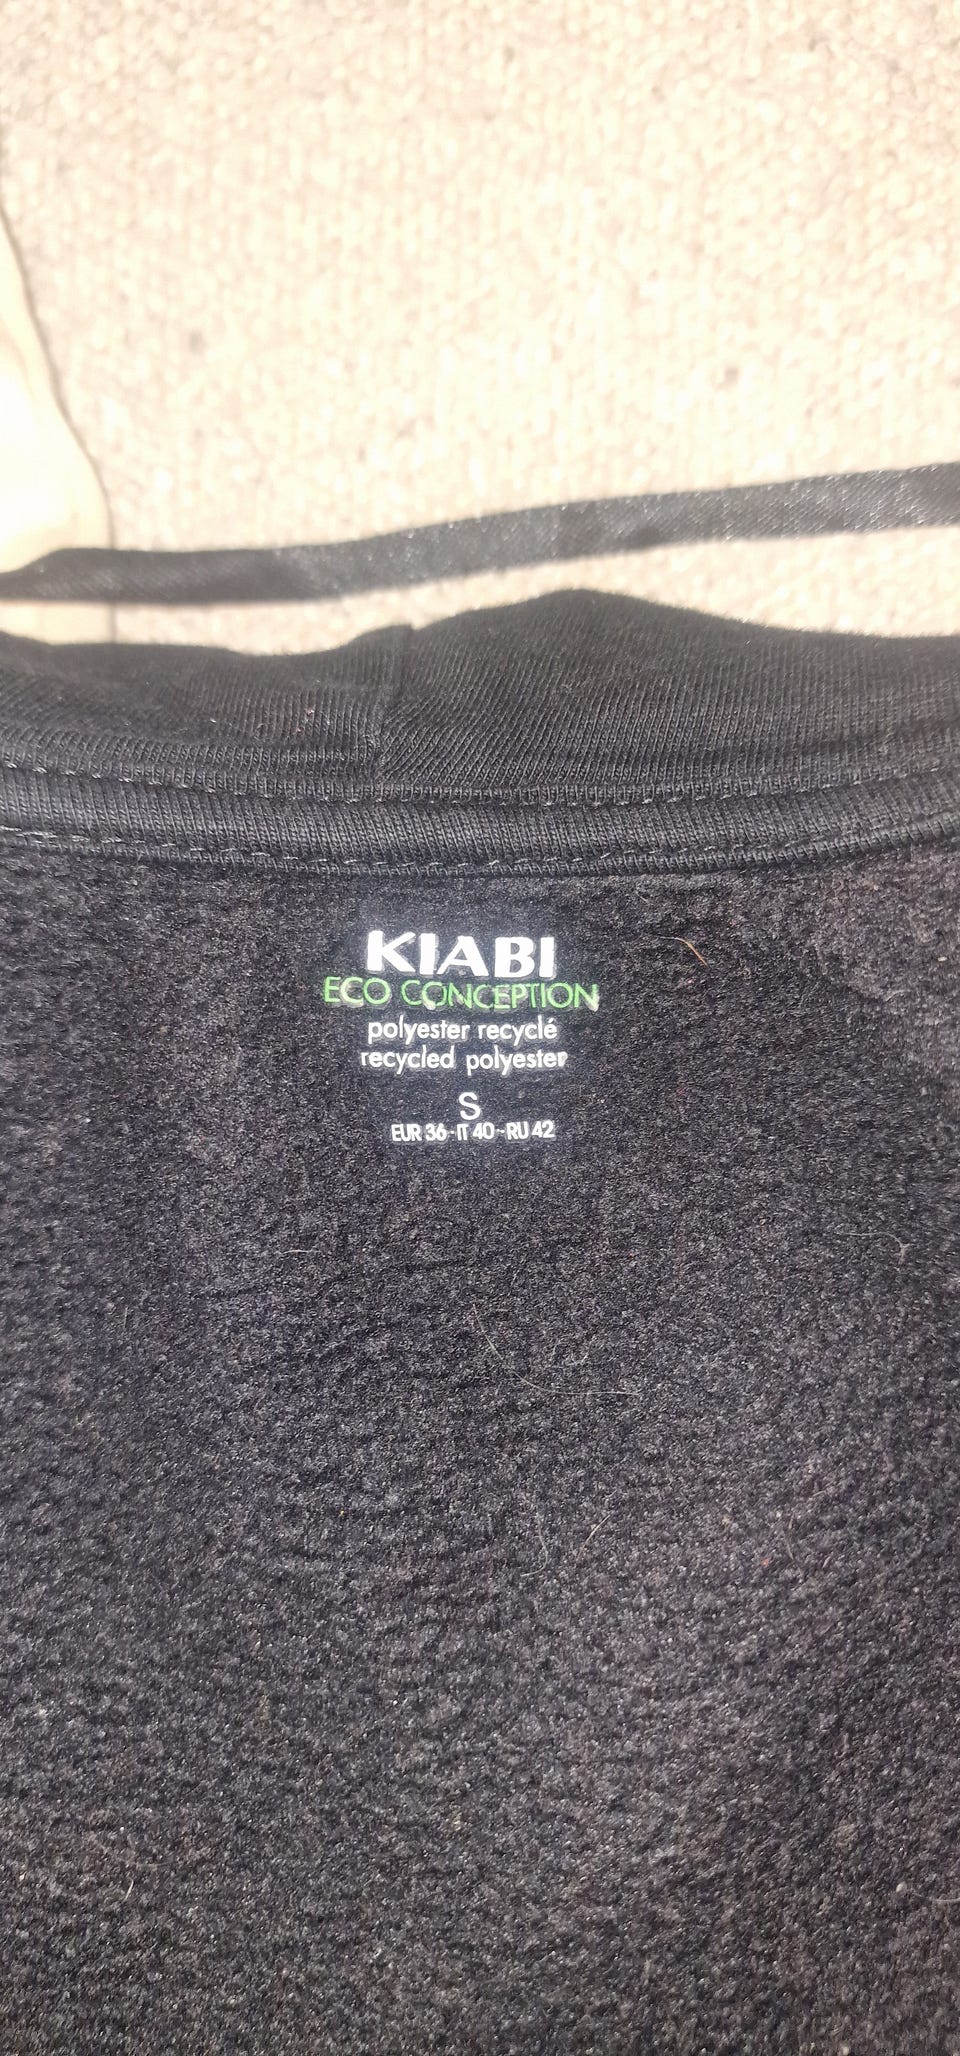 KIABI
ECO CONCEPTION
polyester recyclé
recycled polyester
S
EUR 36-IT 40-RU 42